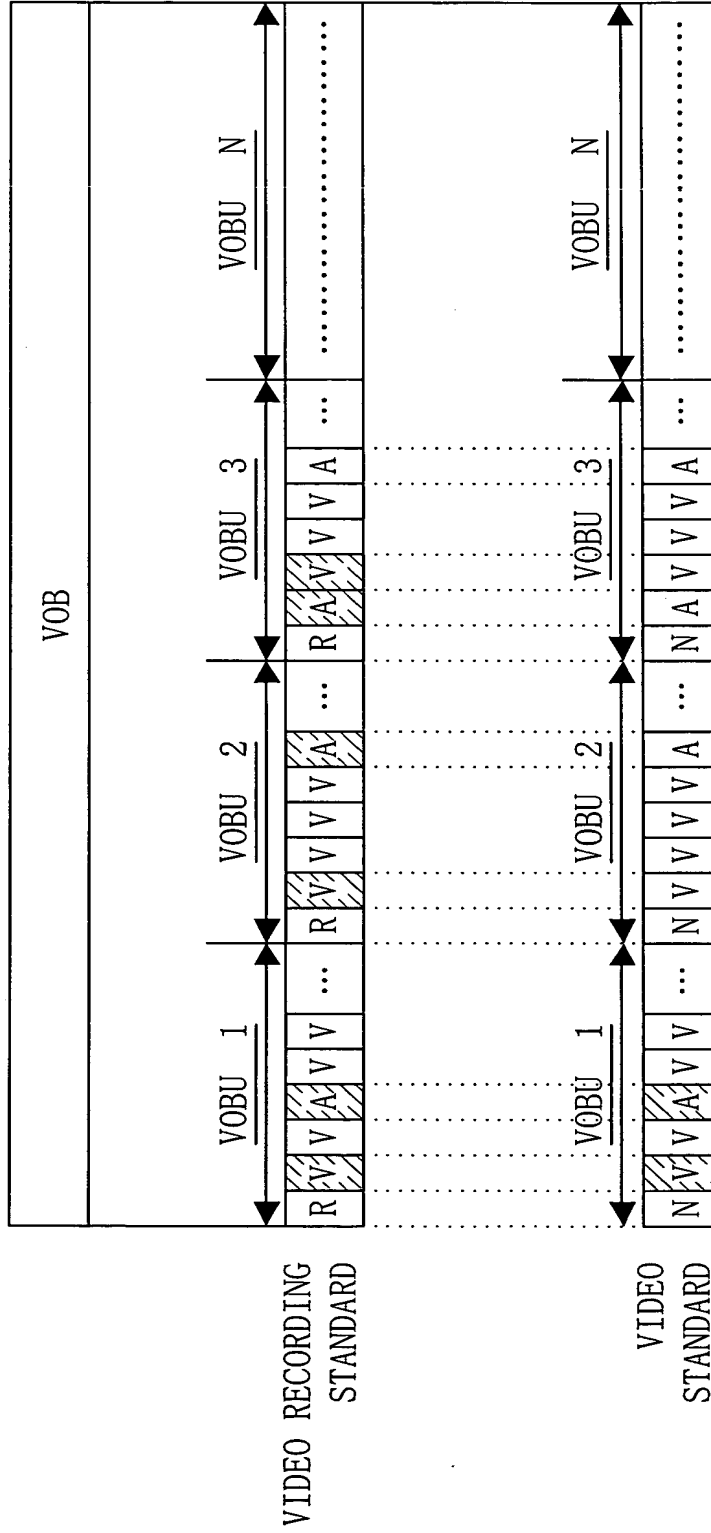 VOB
VOBU 1 VOBU 2 VOBU 3 VOBU N
VIDEO RECORDING STANDARD
R V V A V V ... R V V V V A ... R A V V V A ... ......................
VOBU 1 VOBU 2 VOBU 3 VOBU N
VIDEO STANDARD
N V V A V V ... N V V V V A ... N A V V V A ... ......................